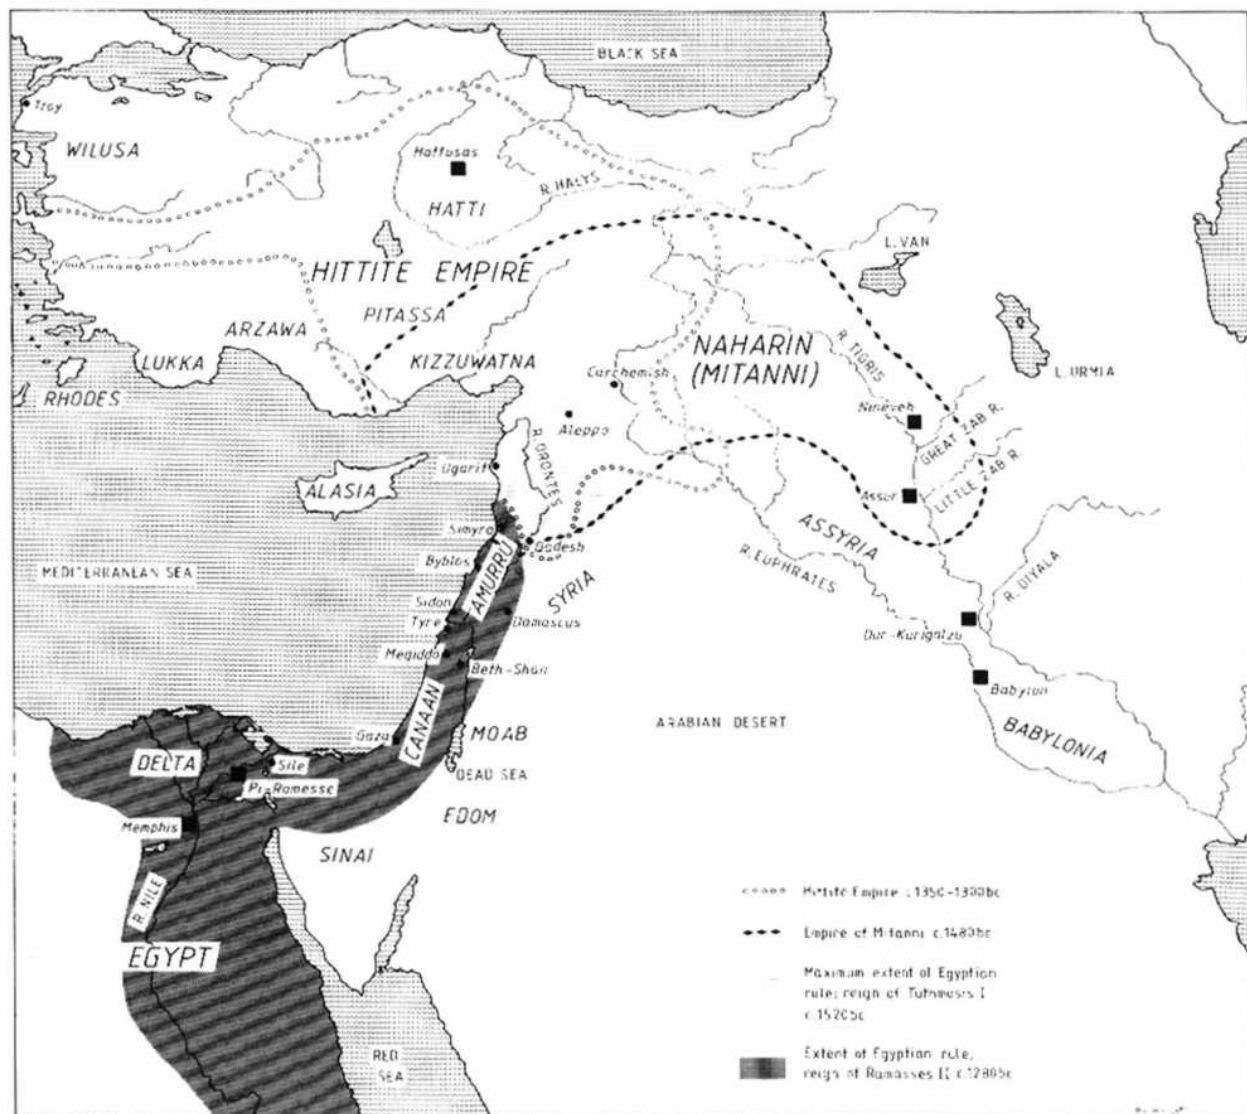 BLACK SEA
Troy
WILUSA
Hattusas
HATTI
R. HALYS
L. VAN
HITTITE EMPIRE
PITASSA
ARZAWA
LUKKA
KIZZUWATNA
RHODES
NAHARIN
(MITANNI)
R. TIGRIS
L. URMIA
Carchemish
Nineveh
GREAT ZAB R.
Aleppo
R. ORONTES
Ugarit
LITTLE ZAB R.
ALASIA
Assur
ASSYRIA
Simyra
Qadesh
AMURRU
Byblos
SYRIA
R. EUPHRATES
R. DIYALA
MEDITERRANEAN SEA
Sidon
Tyre
Damascus
Dur-Kurigalzu
Megiddo
Beth-Shan
Babylon
CANAAN
ARABIAN DESERT
BABYLONIA
Gaza
MOAB
DELTA
Sile
DEAD SEA
Pi-Ramesse
EDOM
Memphis
SINAI
R. NILE
EGYPT
RED
SEA
Hittite Empire c.1350-1300bc
Empire of Mitanni c.1480bc
Maximum extent of Egyptian
rule; reign of Tuthmosis I
c.1520bc
Extent of Egyptian rule,
reign of Ramasses II c.1280bc